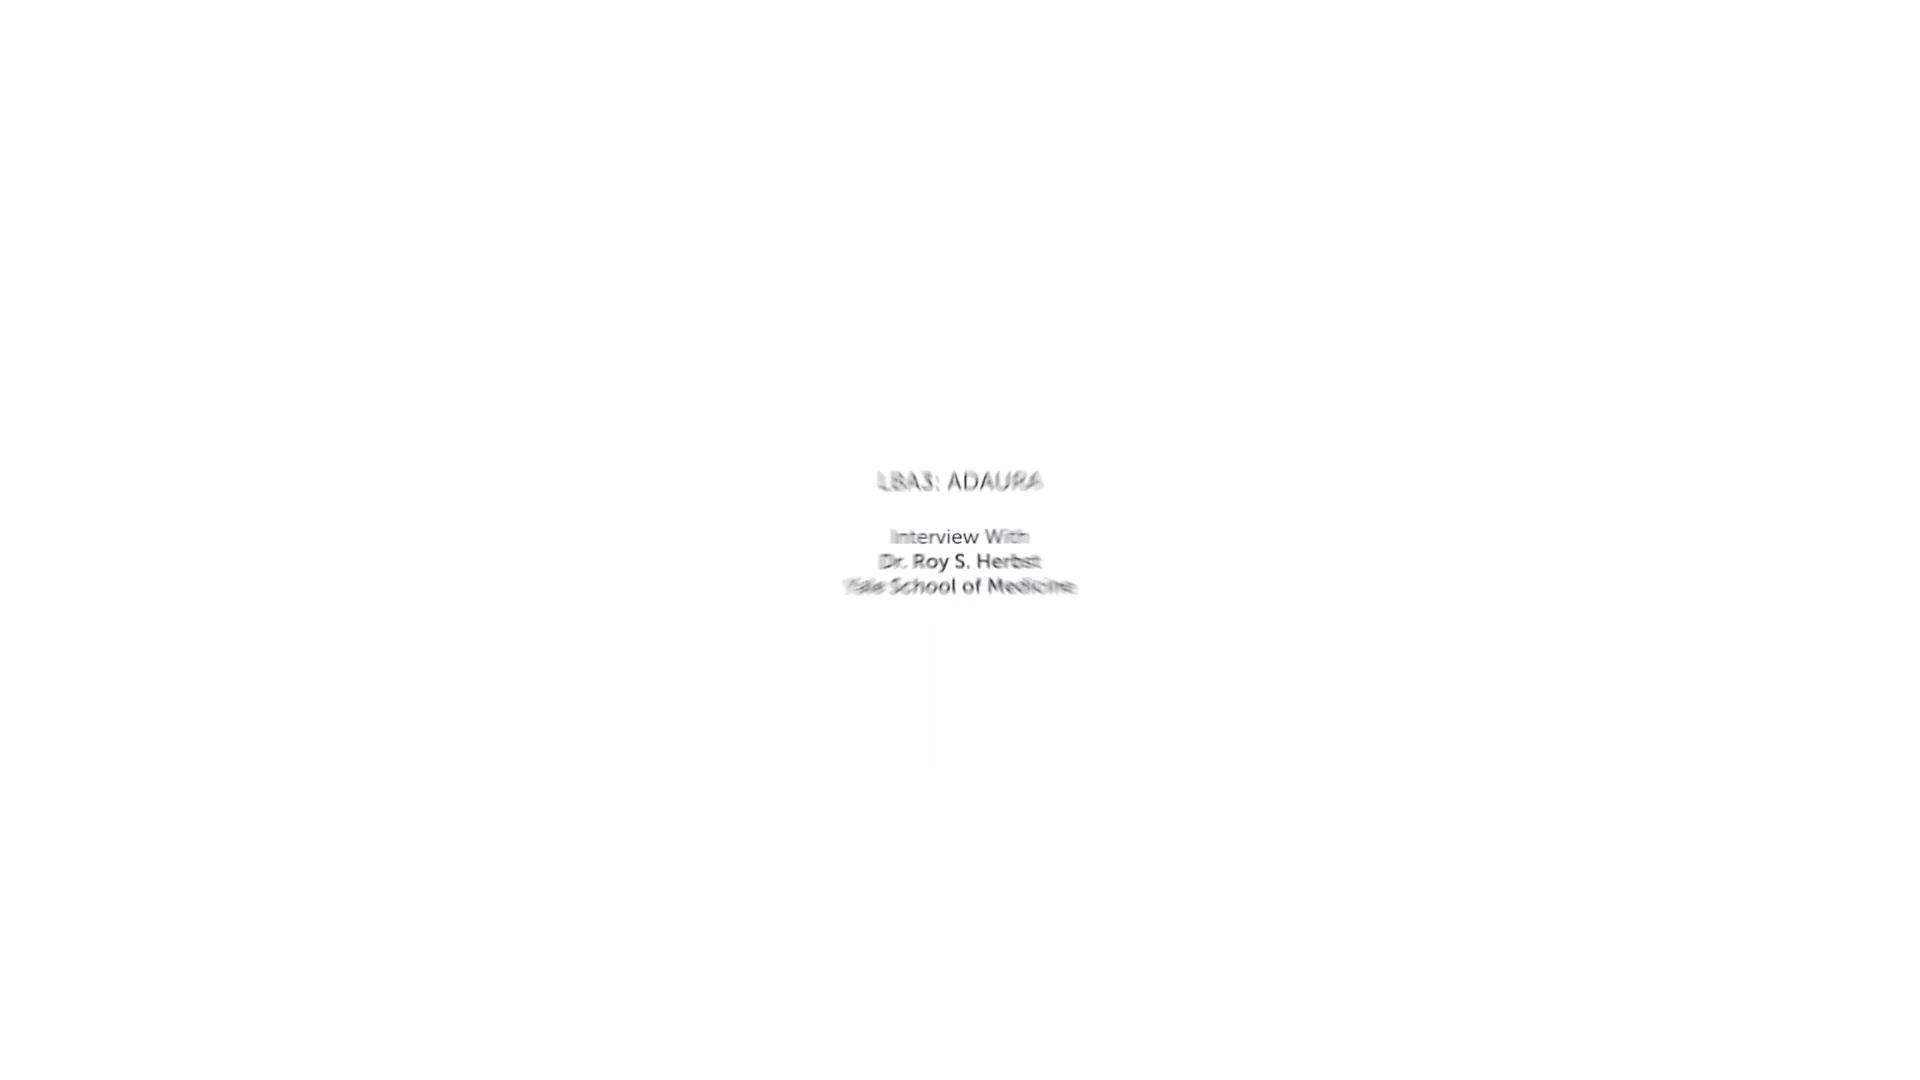 LBA3: ADAURA
Interview With
Dr. Roy S. Herbst
Yale School of Medicine